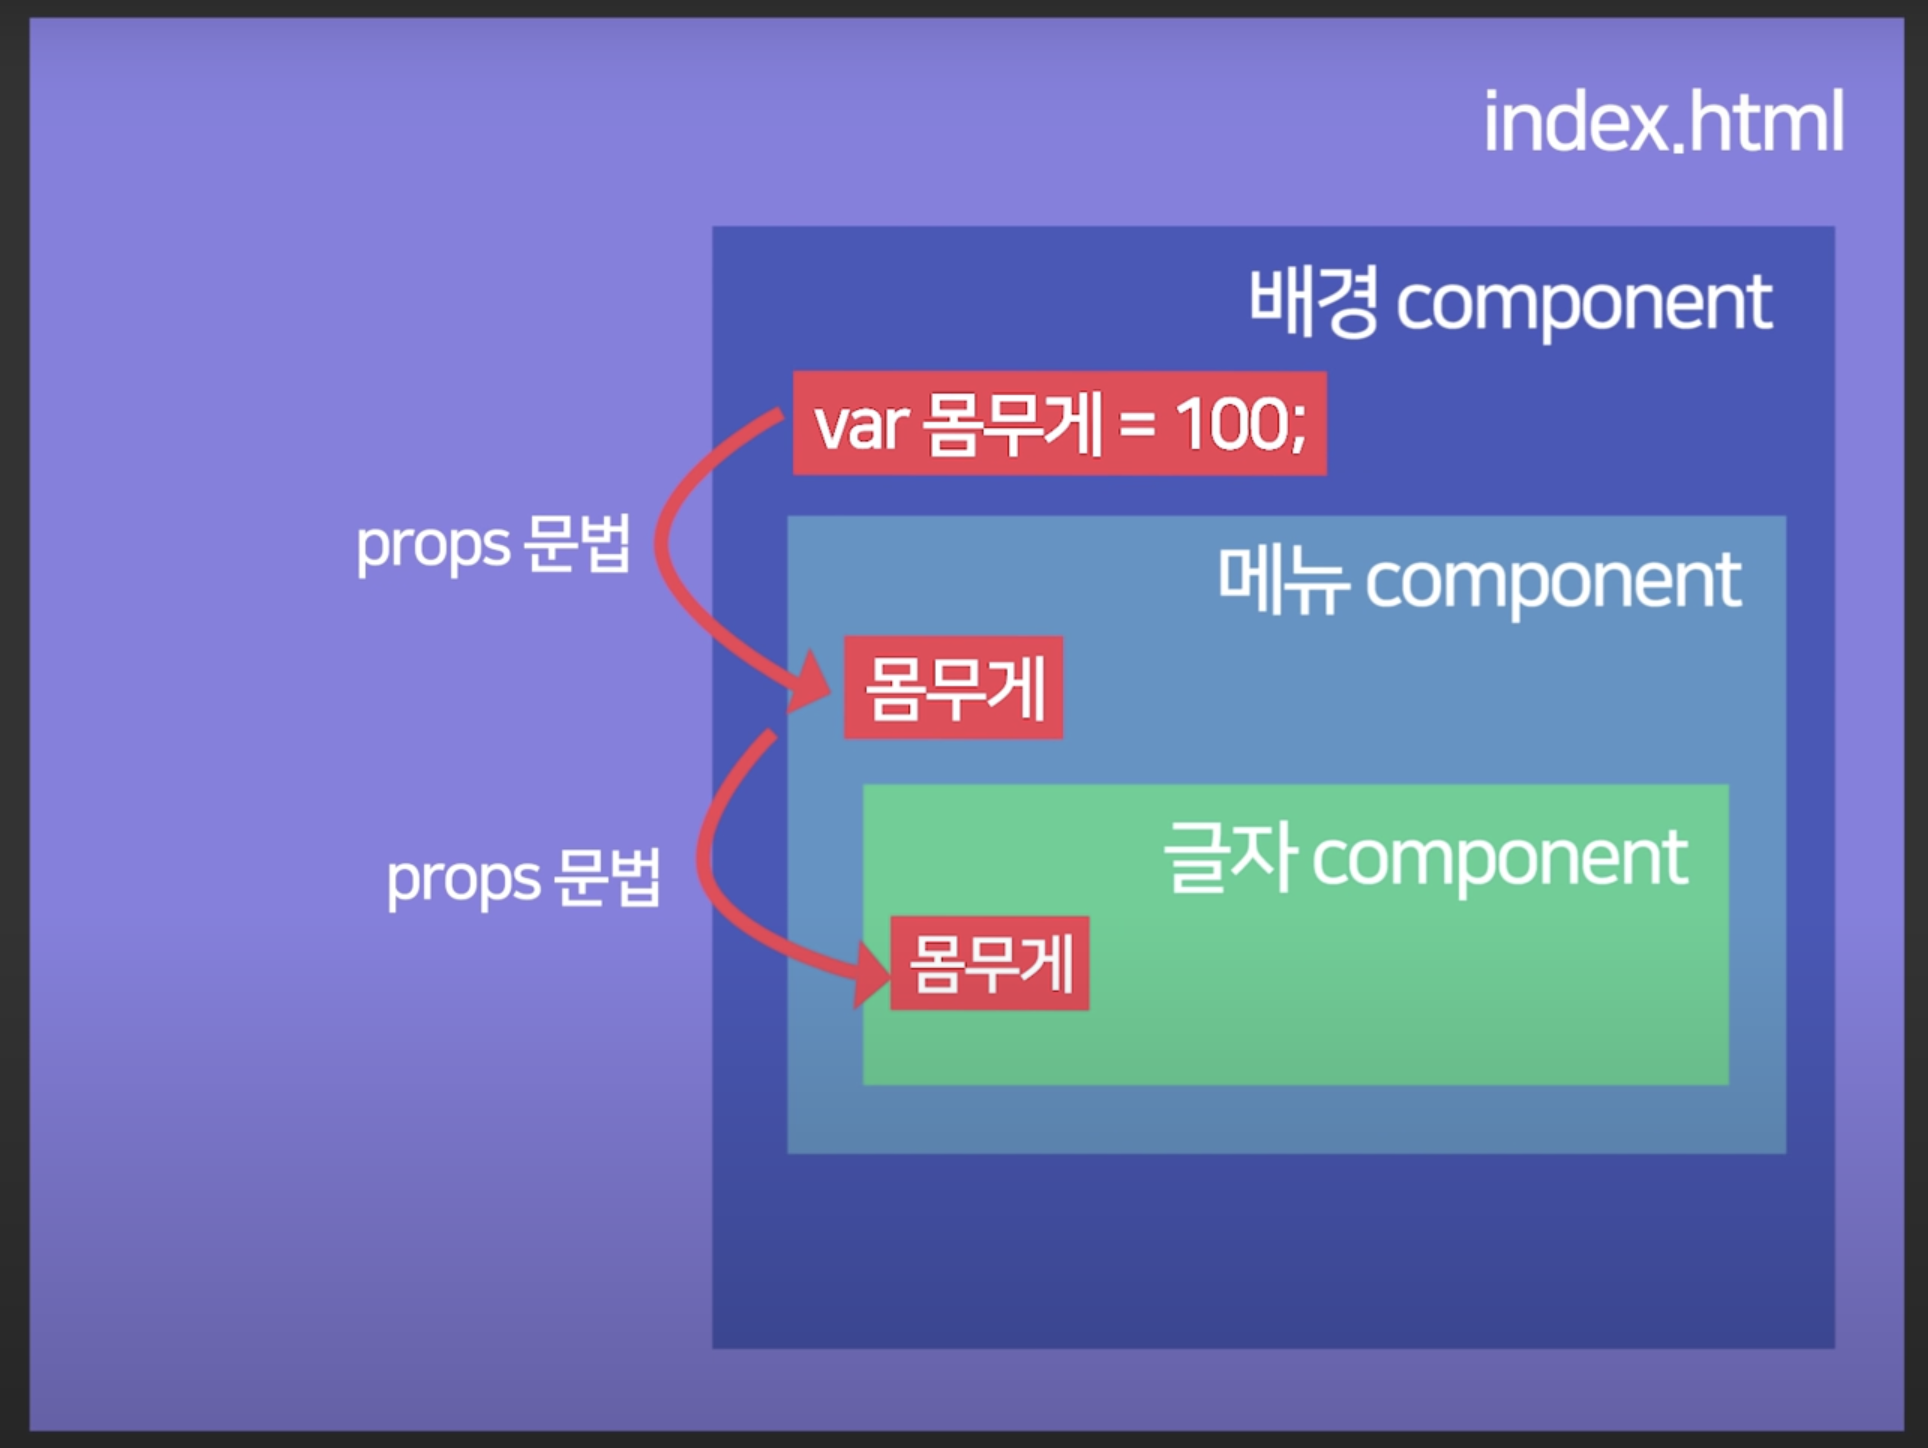 index.html
배경 component
var 몸무게 = 100;
props 문법
메뉴 component
몸무게
props 문법
글자 component
몸무게